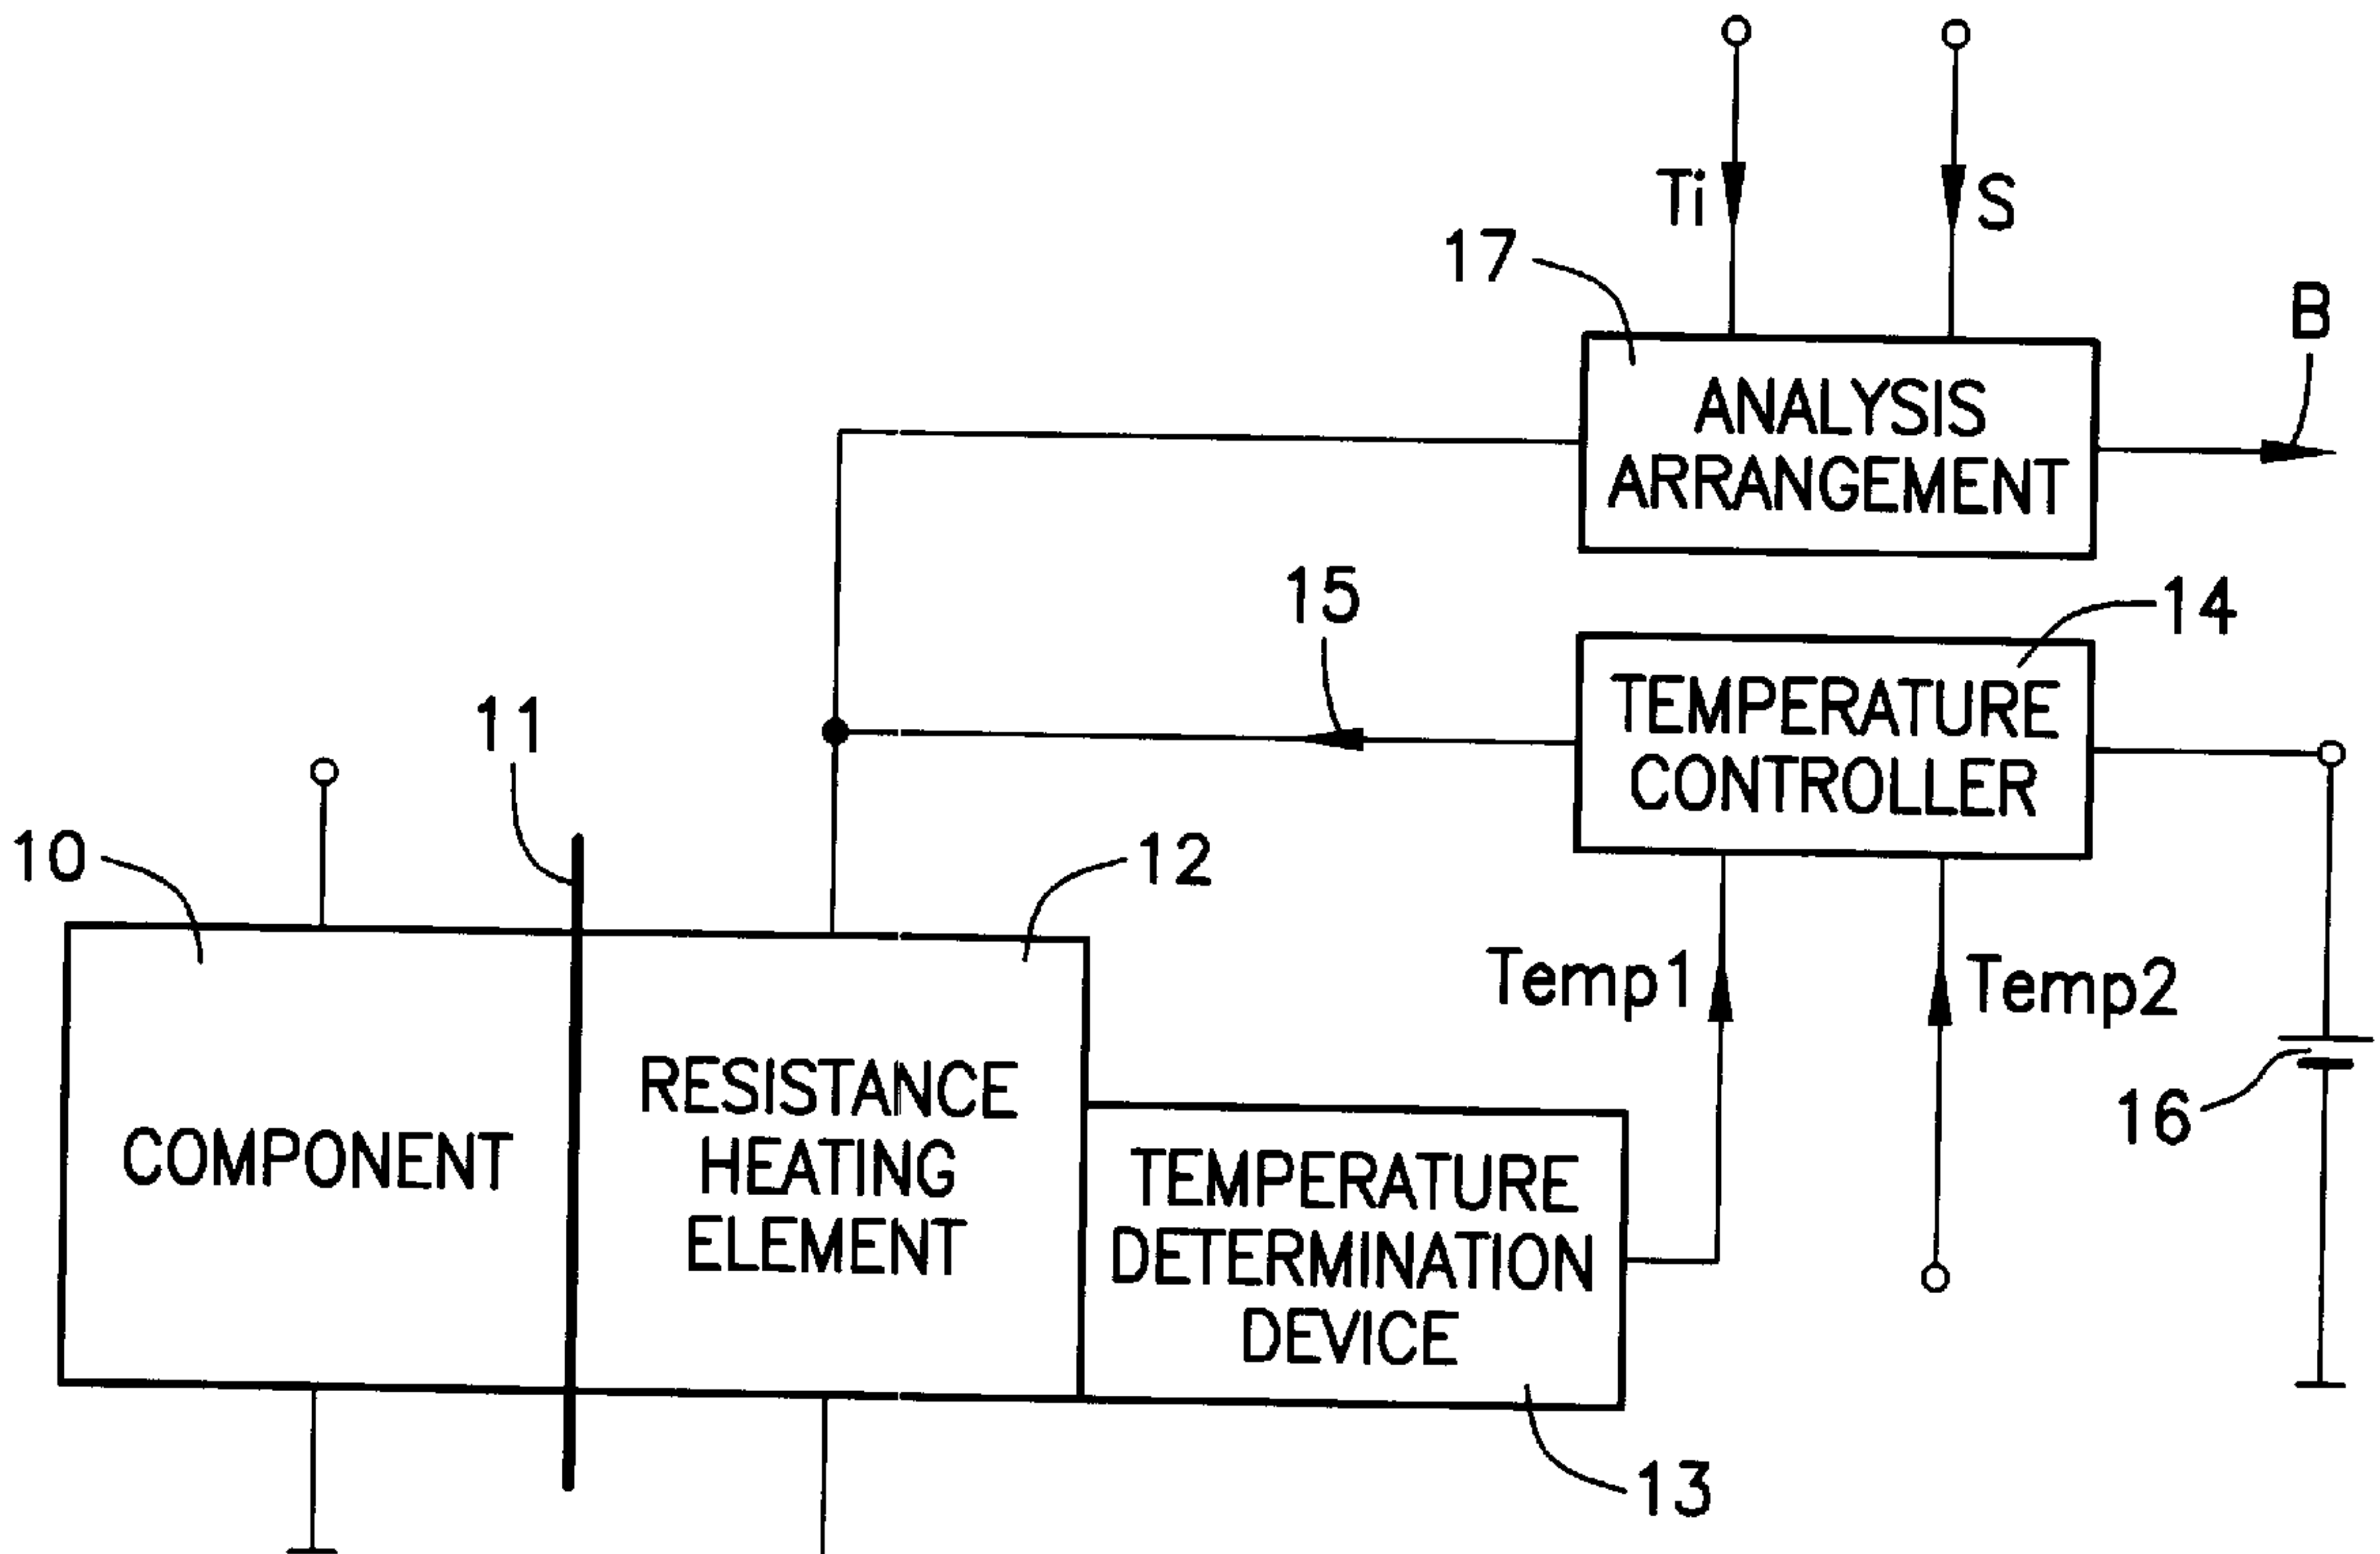 Ti
S
17
B
ANALYSIS
ARRANGEMENT
15
14
11
TEMPERATURE
CONTROLLER
10
12
Temp1
Temp2
16
COMPONENT
RESISTANCE
HEATING
ELEMENT
TEMPERATURE
DETERMINATION
DEVICE
13